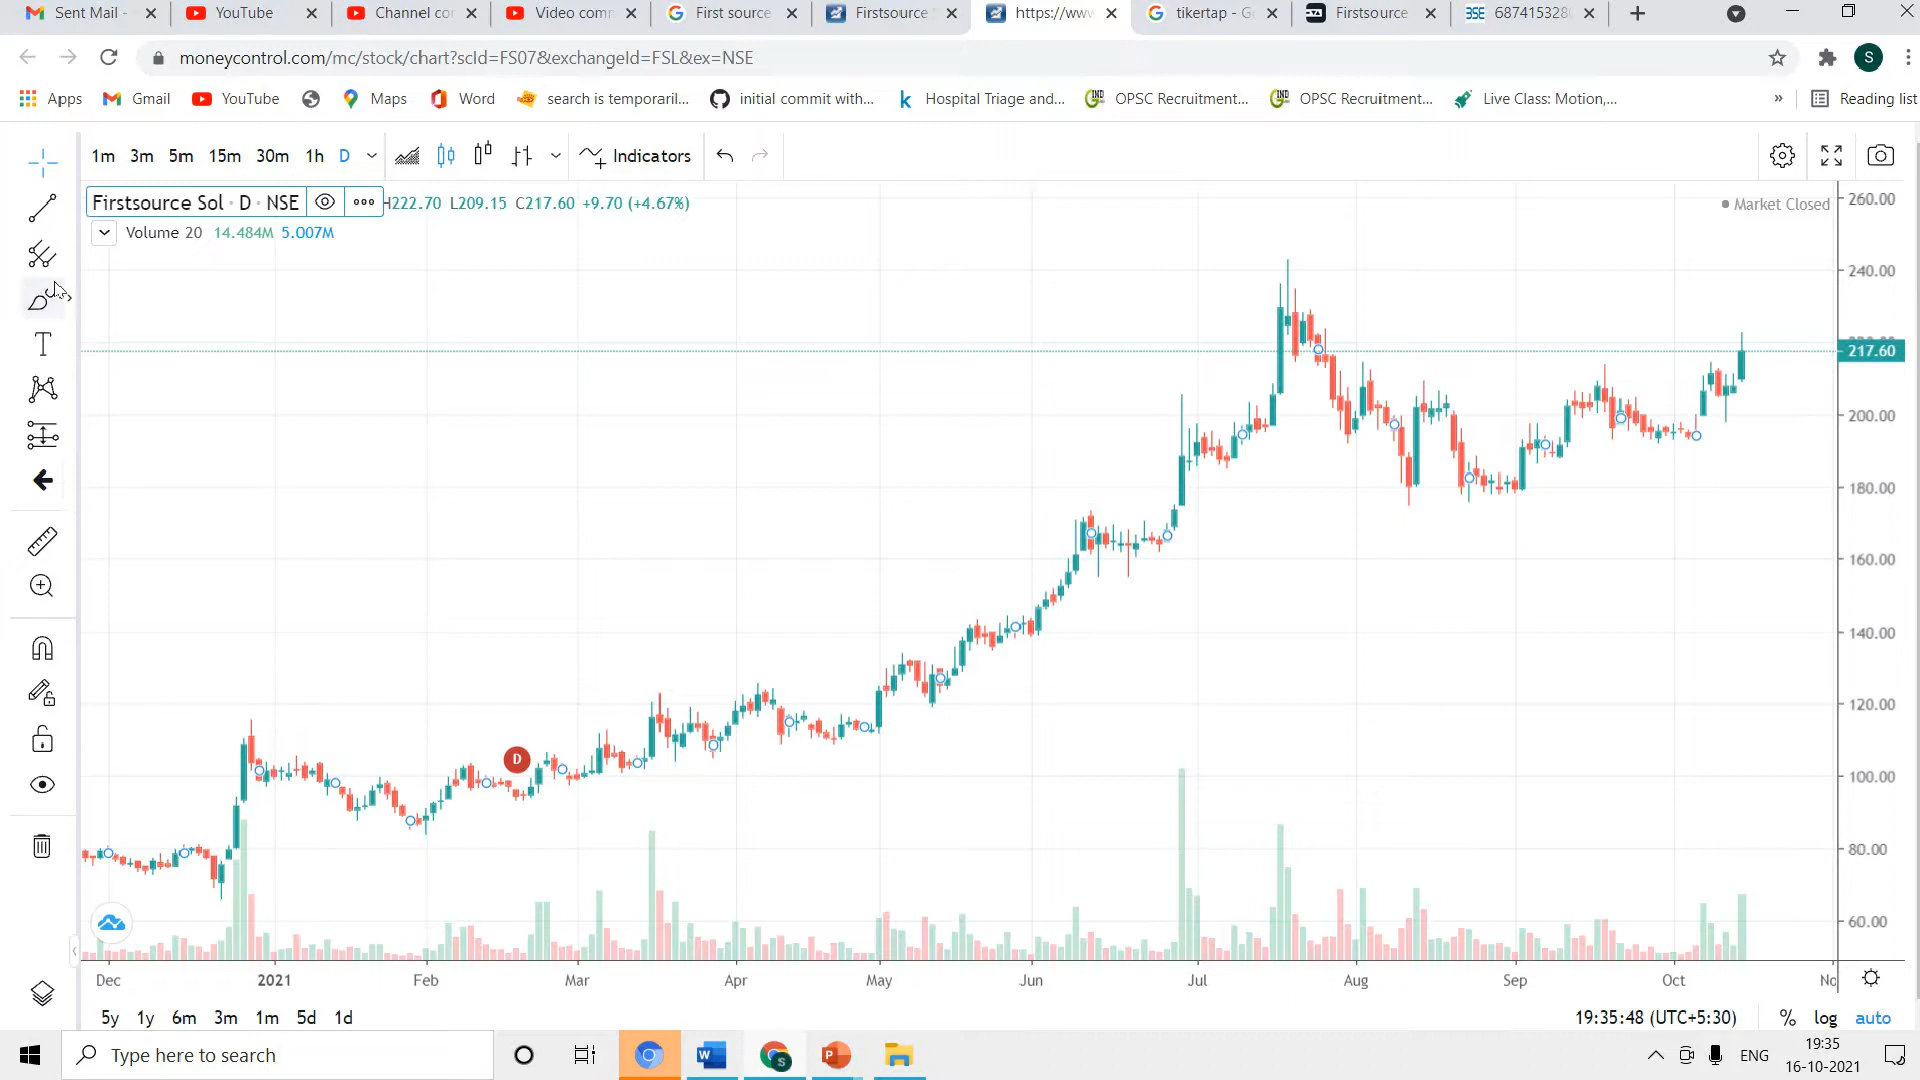 Sent Mail -
YouTube
Channel co
Video comm
First source
Firstsource
https://www
tikertap - G
Firstsource
BSE 687415328
moneycontrol.com/mc/stock/chart?scId=FS07&exchangeId=FSL&ex=NSE
S
Apps
Gmail
YouTube
Maps
Word
search is temporaril...
initial commit with...
Hospital Triage and...
OPSC Recruitment...
OPSC Recruitment...
Live Class: Motion,...
Reading list
1m 3m 5m 15m 30m 1h D
Indicators
Firstsource Sol · D · NSE
H222.70 L209.15 C217.60 +9.70 (+4.67%)
Market Closed
Volume 20 14.484M 5.007M
260.00
240.00
217.60
200.00
180.00
160.00
140.00
120.00
100.00
80.00
60.00
D
Dec 2021 Feb Mar Apr May Jun Jul Aug Sep Oct
5y 1y 6m 3m 1m 5d 1d
19:35:48 (UTC+5:30) % log auto
Type here to search
ENG
19:35
16-10-2021